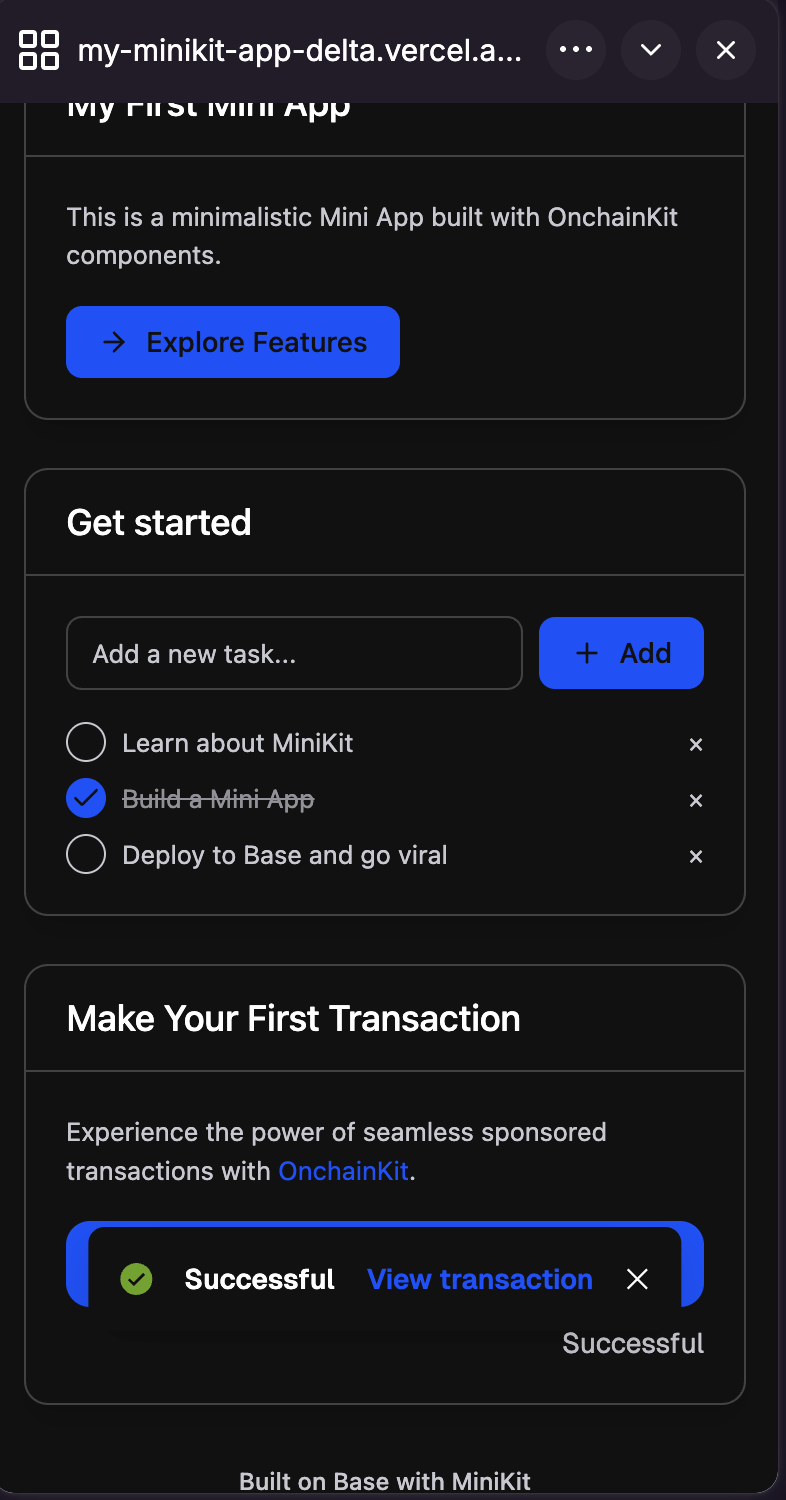 my-minikit-app-delta.vercel.a...
My First Mini App
This is a minimalistic Mini App built with OnchainKit
components.
Explore Features
Get started
Add a new task...
Add
Learn about MiniKit
Build a Mini App
Deploy to Base and go viral
Make Your First Transaction
Experience the power of seamless sponsored
transactions with OnchainKit.
Successful View transaction
Successful
Built on Base with MiniKit